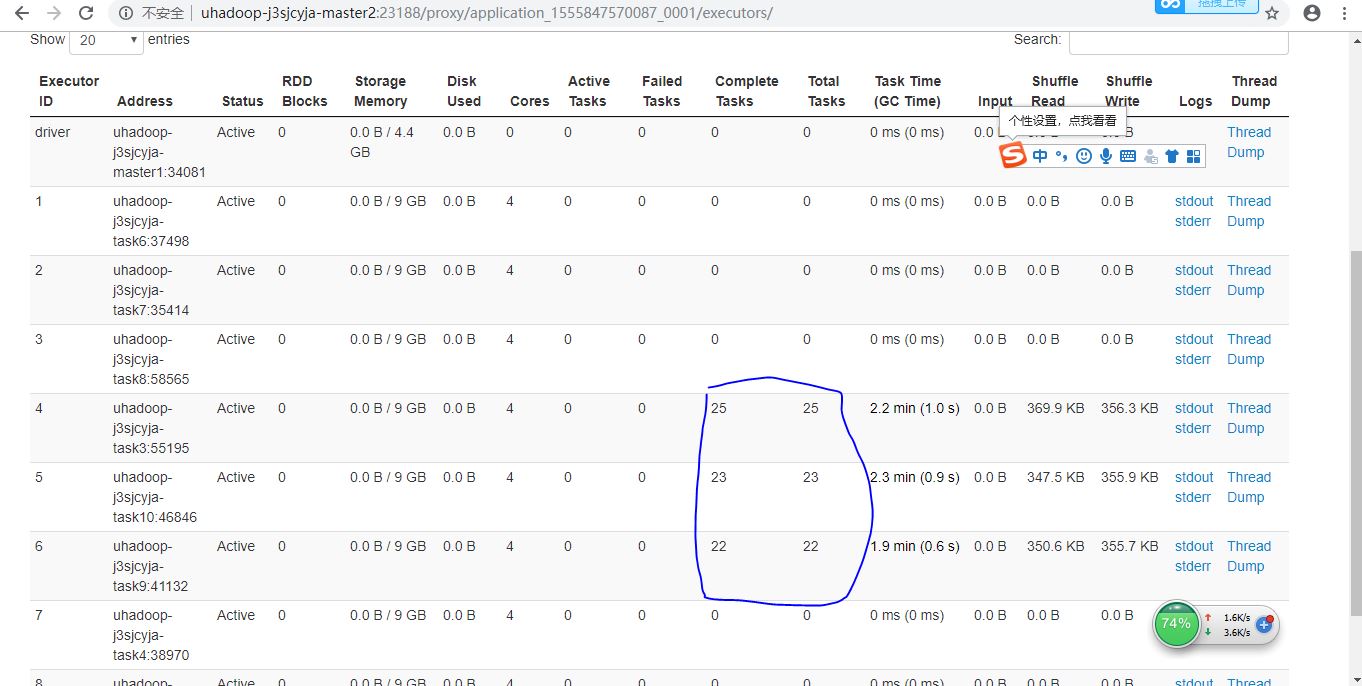 不安全 uhadoop-j3sjcyja-master2:23188/proxy/application_1555847570087_0001/executors/ 拖拽上传
Show 20 entries Search:
Executor ID Address Status RDD Blocks Storage Memory Disk Used Cores Active Tasks Failed Tasks Complete Tasks Total Tasks Task Time (GC Time) Input Shuffle Read Shuffle Write Logs Thread Dump
个性设置，点我看看
driver uhadoop-j3sjcyja-master1:34081 Active 0 0.0 B / 4.4 GB 0.0 B 0 0 0 0 0 0 ms (0 ms) 0.0 B 0.0 B 0.0 B Thread Dump
中
1 uhadoop-j3sjcyja-task6:37498 Active 0 0.0 B / 9 GB 0.0 B 4 0 0 0 0 0 ms (0 ms) 0.0 B 0.0 B 0.0 B stdout stderr Thread Dump
2 uhadoop-j3sjcyja-task7:35414 Active 0 0.0 B / 9 GB 0.0 B 4 0 0 0 0 0 ms (0 ms) 0.0 B 0.0 B 0.0 B stdout stderr Thread Dump
3 uhadoop-j3sjcyja-task8:58565 Active 0 0.0 B / 9 GB 0.0 B 4 0 0 0 0 0 ms (0 ms) 0.0 B 0.0 B 0.0 B stdout stderr Thread Dump
4 uhadoop-j3sjcyja-task3:55195 Active 0 0.0 B / 9 GB 0.0 B 4 0 0 25 25 2.2 min (1.0 s) 0.0 B 369.9 KB 356.3 KB stdout stderr Thread Dump
5 uhadoop-j3sjcyja-task10:46846 Active 0 0.0 B / 9 GB 0.0 B 4 0 0 23 23 2.3 min (0.9 s) 0.0 B 347.5 KB 355.9 KB stdout stderr Thread Dump
6 uhadoop-j3sjcyja-task9:41132 Active 0 0.0 B / 9 GB 0.0 B 4 0 0 22 22 1.9 min (0.6 s) 0.0 B 350.6 KB 355.7 KB stdout stderr Thread Dump
7 uhadoop-j3sjcyja-task4:38970 Active 0 0.0 B / 9 GB 0.0 B 4 0 0 0 0 0 ms (0 ms) 0.0 B 0.0 B 0.0 B Thread Dump
74% 1.6K/s 3.6K/s
8 uhadoop- Active 0 0.0 B / 9 GB 0.0 B 4 0 0 0 0 0 ms (0 ms) 0.0 B 0.0 B 0.0 B stdout Thread